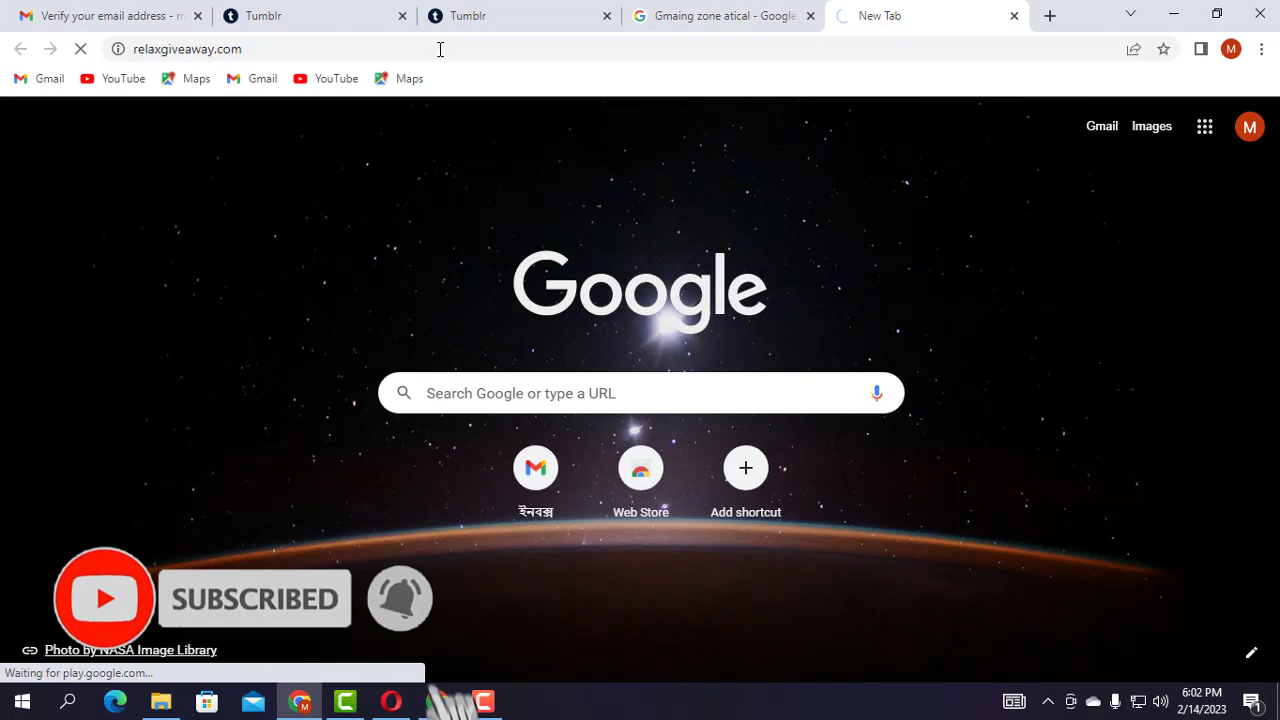 Verify your email address - m
Tumblr
Tumblr
Gmaing zone atical - Google
New Tab
relaxgiveaway.com
M
Gmail
YouTube
Maps
Gmail
YouTube
Maps
Gmail
Images
M
Google
Search Google or type a URL
ইনবক্স
Web Store
Add shortcut
SUBSCRIBED
Photo by NASA Image Library
Waiting for play.google.com...
6:02 PM
2/14/2023
1